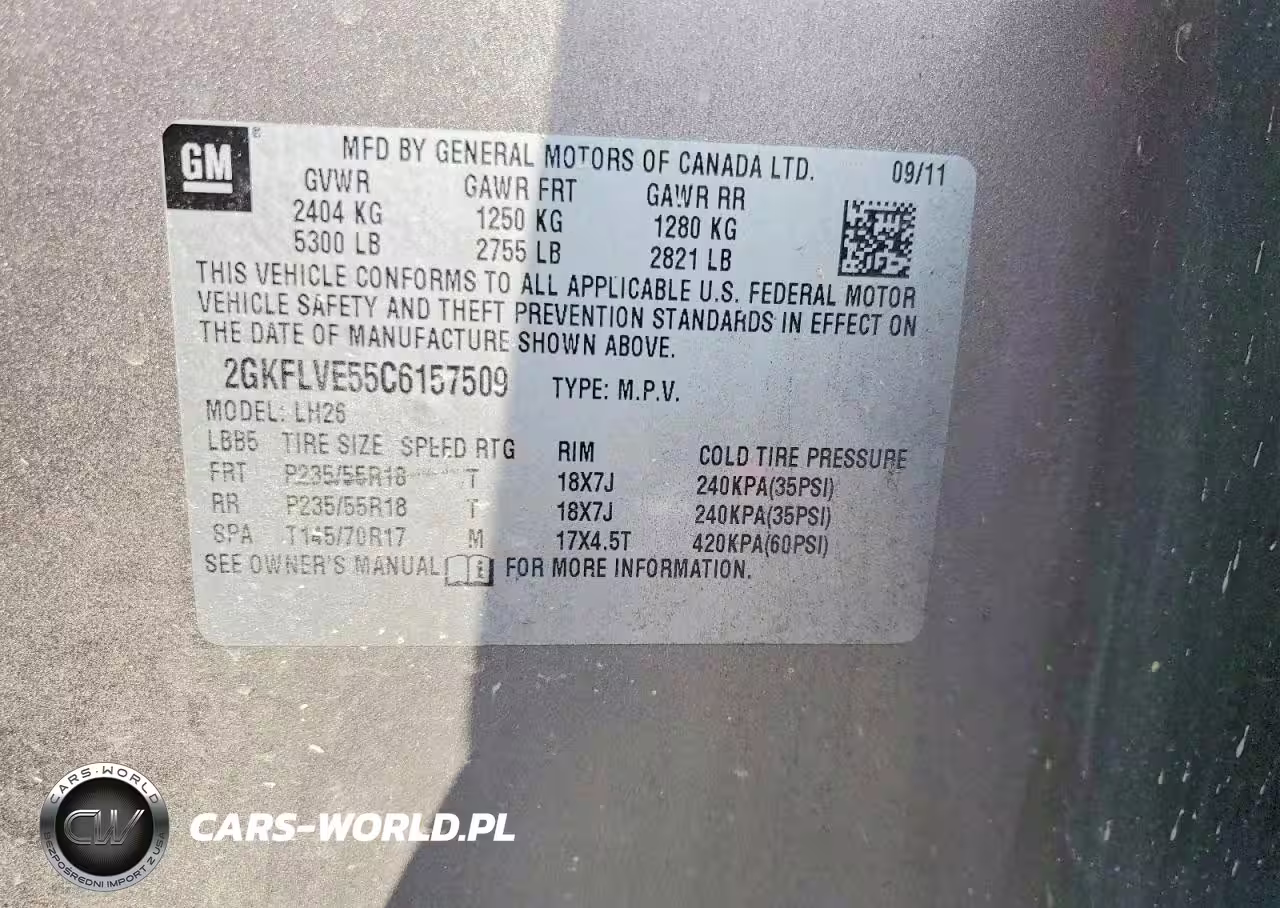 GM
MFD BY GENERAL MOTORS OF CANADA LTD. 09/11
GVWR GAWR FRT GAWR RR
2404 KG 1250 KG 1280 KG
5300 LB 2755 LB 2821 LB
THIS VEHICLE CONFORMS TO ALL APPLICABLE U.S. FEDERAL MOTOR
VEHICLE SAFETY AND THEFT PREVENTION STANDARDS IN EFFECT ON
THE DATE OF MANUFACTURE SHOWN ABOVE.
2GKFLVE55C6157509 TYPE: M.P.V.
MODEL: LH26
LBB5 TIRE SIZE SPEED RTG RIM COLD TIRE PRESSURE
FRT P235/55R18 T 18X7J 240KPA(35PSI)
RR P235/55R18 T 18X7J 240KPA(35PSI)
SPA T145/70R17 M 17X4.5T 420KPA(60PSI)
SEE OWNER'S MANUAL FOR MORE INFORMATION.
CARS-WORLD
CW
BEZPOŚREDNI IMPORT Z USA
CARS-WORLD.PL